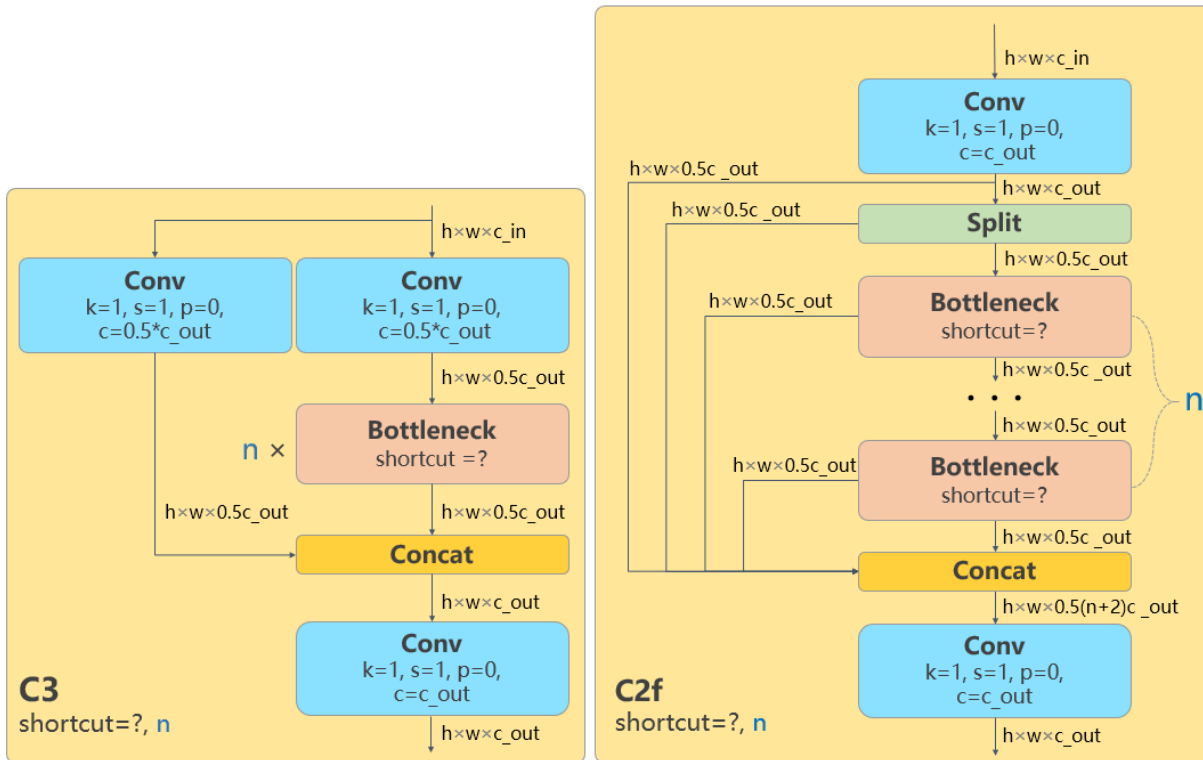 h×w×c_in
Conv
k=1, s=1, p=0,
c=0.5*c_out
Conv
k=1, s=1, p=0,
c=0.5*c_out
h×w×0.5c_out
n ×
Bottleneck
shortcut =?
h×w×0.5c_out
h×w×0.5c_out
Concat
h×w×c_out
Conv
k=1, s=1, p=0,
c=c_out
C3
shortcut=?, n
h×w×c_out
h×w×c_in
Conv
k=1, s=1, p=0,
c=c_out
h×w×0.5c _out
h×w×c_out
h×w×0.5c _out
Split
h×w×0.5c_out
h×w×0.5c_out
Bottleneck
shortcut=?
h×w×0.5c _out
• • •
n
h×w×0.5c_out
h×w×0.5c_out
Bottleneck
shortcut=?
h×w×0.5c _out
Concat
h×w×0.5(n+2)c _out
Conv
k=1, s=1, p=0,
c=c_out
C2f
shortcut=?, n
h×w×c_out